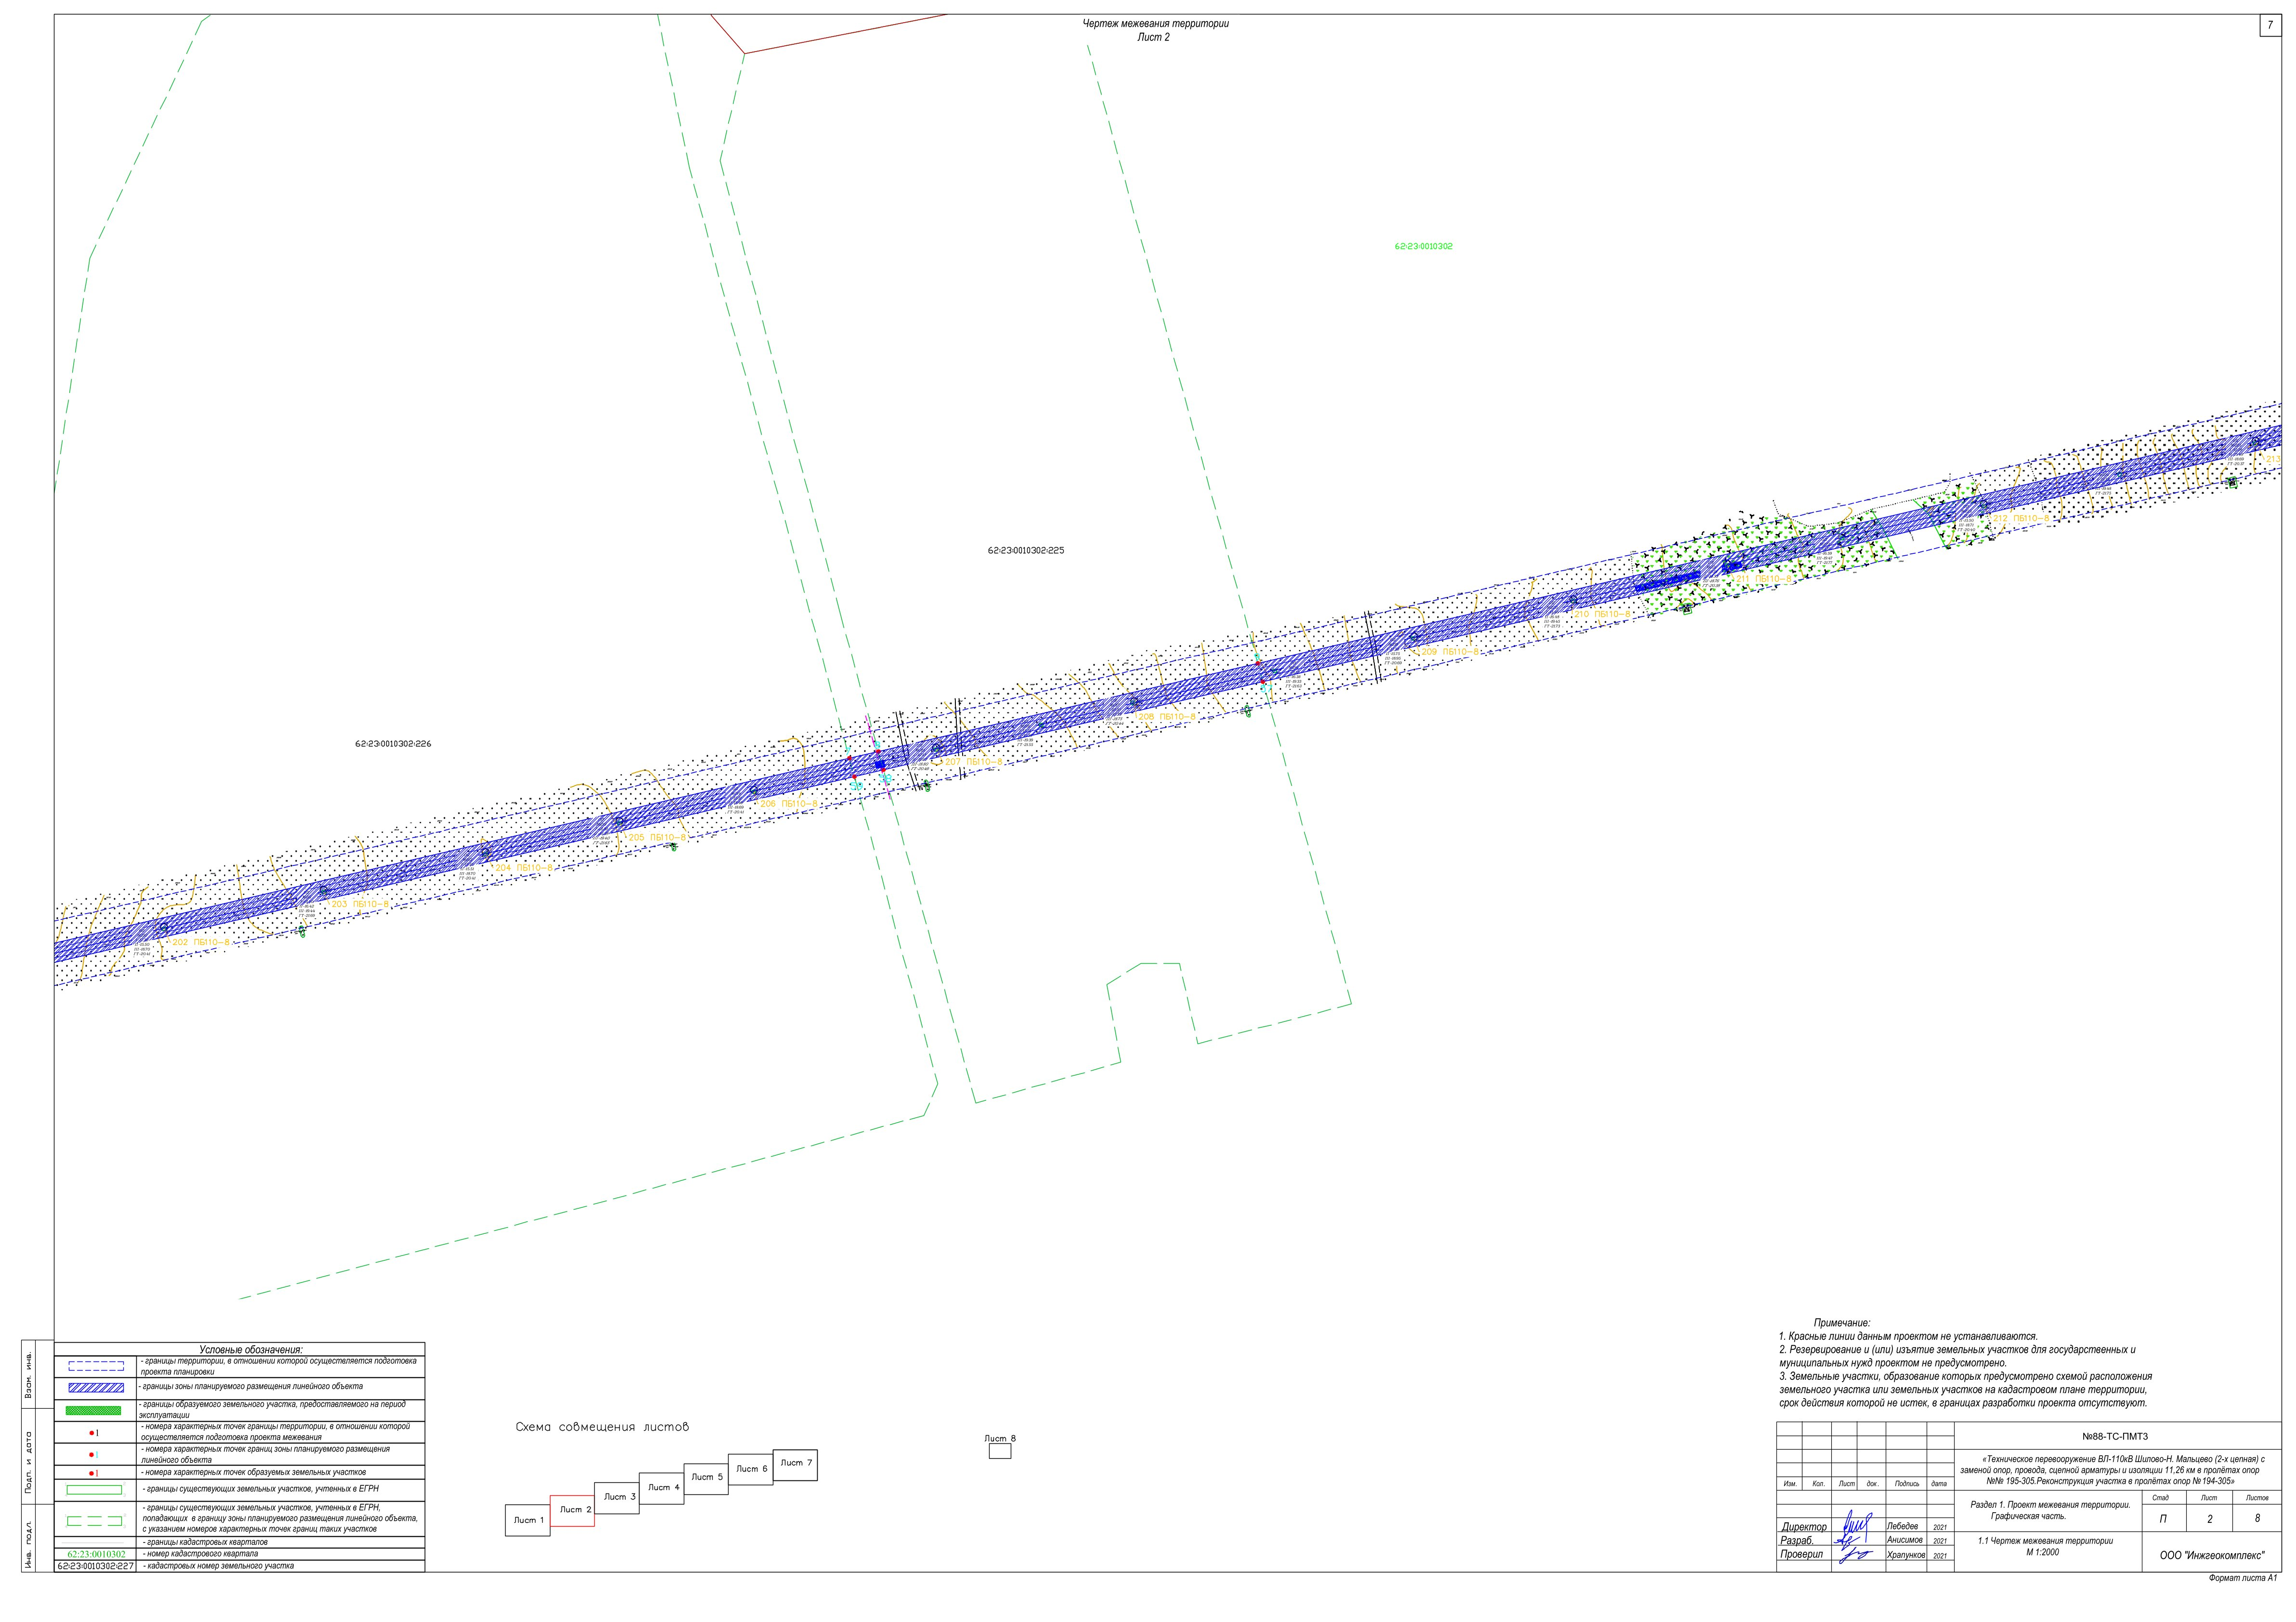 Чертеж межевания территории
Лист 2
7
62:23:0010302
62:23:0010302:225
62:23:0010302:226
213
212 ПБ110-8
211 ПБ110-8
210 ПБ110-8
209 ПБ110-8
208 ПБ110-8
207 ПБ110-8
206 ПБ110-8
205 ПБ110-8
204 ПБ110-8
203 ПБ110-8
202 ПБ110-8
Взам. инв.
Подп. и дата
Инв. подл.
Условные обозначения:
- границы территории, в отношении которой осуществляется подготовка
проекта планировки
- границы зоны планируемого размещения линейного объекта
- границы образуемого земельного участка, предоставляемого на период
эксплуатации
- номера характерных точек границы территории, в отношении которой
осуществляется подготовка проекта межевания
- номера характерных точек границ зоны планируемого размещения
линейного объекта
- номера характерных точек образуемых земельных участков
- границы существующих земельных участков, учтенных в ЕГРН
- границы существующих земельных участков, учтенных в ЕГРН,
попадающих в границу зоны планируемого размещения линейного объекта,
с указанием номеров характерных точек границ таких участков
- границы кадастровых кварталов
62:23:0010302 - номер кадастрового квартала
62:23:0010302:227 - кадастровых номер земельного участка
Схема совмещения листов
Лист 1
Лист 2
Лист 3
Лист 4
Лист 5
Лист 6
Лист 7
Лист 8
Примечание:
1. Красные линии данным проектом не устанавливаются.
2. Резервирование и (или) изъятие земельных участков для государственных и
муниципальных нужд проектом не предусмотрено.
3. Земельные участки, образование которых предусмотрено схемой расположения
земельного участка или земельных участков на кадастровом плане территории,
срок действия которой не истек, в границах разработки проекта отсутствуют.
№88-ТС-ПМТ3
«Техническое перевооружение ВЛ-110кВ Шилово-Н. Мальцево (2-х цепная) с
заменой опор, провода, сцепной арматуры и изоляции 11,26 км в пролётах опор
№№ 195-305.Реконструкция участка в пролётах опор № 194-305»
Изм. Кол. Лист док. Подпись дата
Раздел 1. Проект межевания территории.
Графическая часть.
Стад Лист Листов
П 2 8
Директор Лебедев 2021
Разраб. Анисимов 2021
Проверил Храпунков 2021
1.1 Чертеж межевания территории
М 1:2000
ООО "Инжгеокомплекс"
Формат листа А1